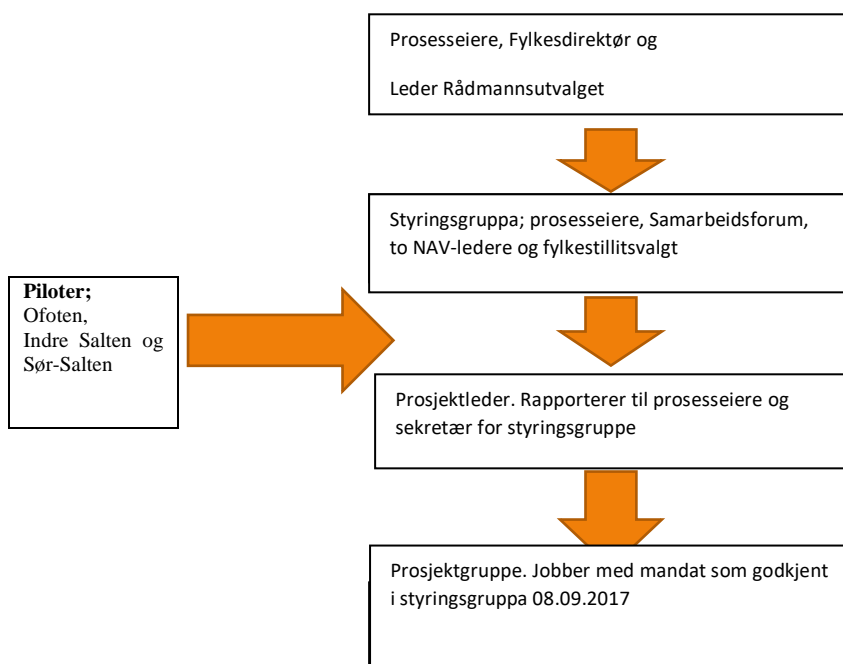 Prosesseiere, Fylkesdirektør og
Leder Rådmannsutvalget
Styringsgruppa; prosesseiere, Samarbeidsforum,
to NAV-ledere og fylkestillitsvalgt
Piloter;
Ofoten,
Indre Salten og
Sør-Salten
Prosjektleder. Rapporterer til prosesseiere og
sekretær for styringsgruppe
Prosjektgruppe. Jobber med mandat som godkjent
i styringsgruppa 08.09.2017